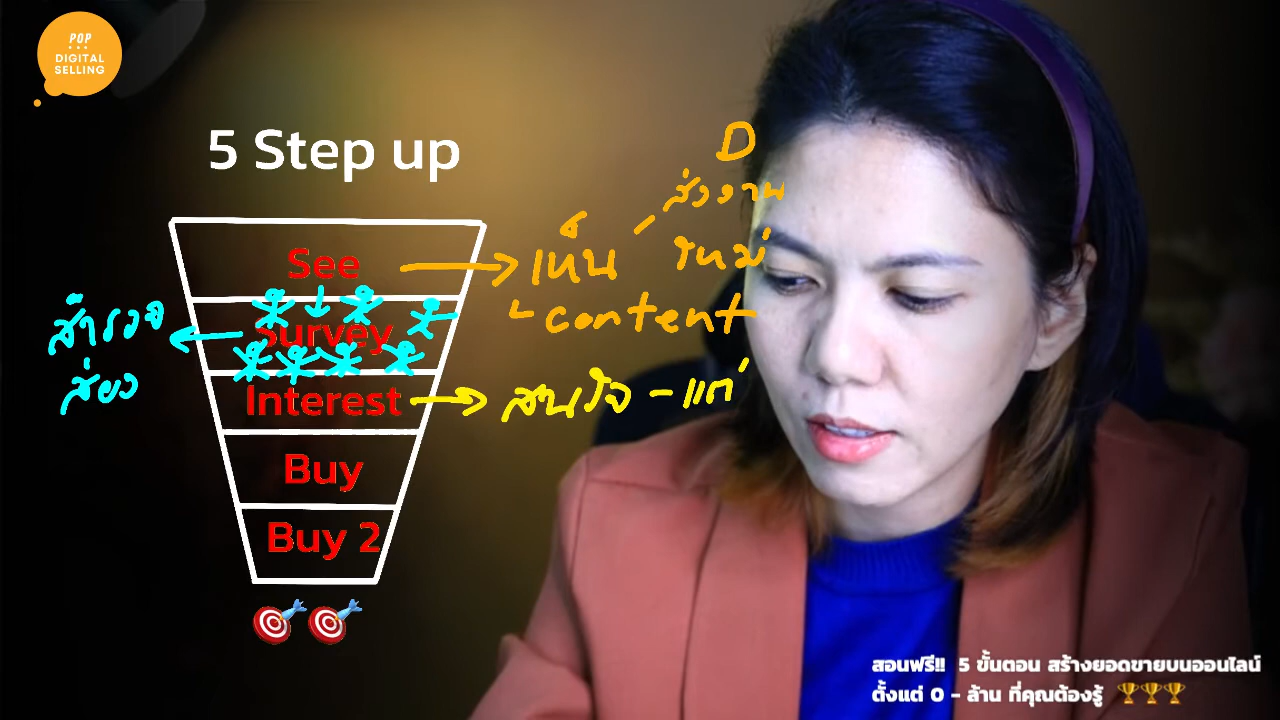 POP
DIGITAL
SELLING
5 Step up
D
ส่องาน
See
เห็น
ใหม่
content
Survey
สำรวจ
ส่อง
Interest
สนใจ - แก่
Buy
Buy 2
สอนฟรี!! 5 ขั้นตอน สร้างยอดขายบนออนไลน์
ตั้งแต่ 0 - ล้าน ที่คุณต้องรู้ 🏆🏆🏆